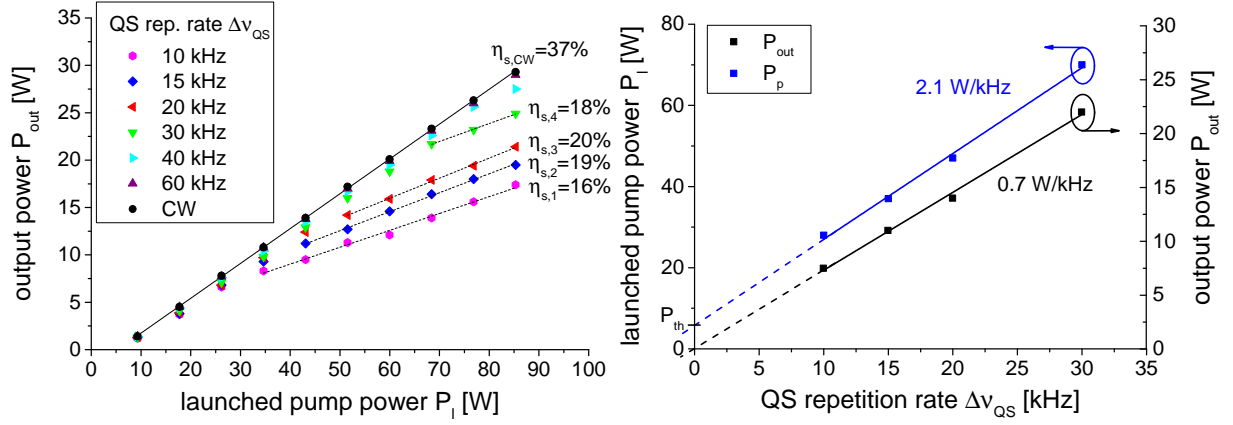 QS rep. rate Δν_QS
10 kHz
15 kHz
20 kHz
30 kHz
40 kHz
60 kHz
CW
η_s,CW=37%
η_s,4=18%
η_s,3=20%
η_s,2=19%
η_s,1=16%
output power P_out [W]
35
30
25
20
15
10
5
0
0 10 20 30 40 50 60 70 80 90 100
launched pump power P_l [W]
P_out
P_p
2.1 W/kHz
0.7 W/kHz
launched pump power P_l [W]
80
60
40
20
P_th
0
output power P_out [W]
30
25
20
15
10
5
0
0 5 10 15 20 25 30 35
QS repetition rate Δν_QS [kHz]